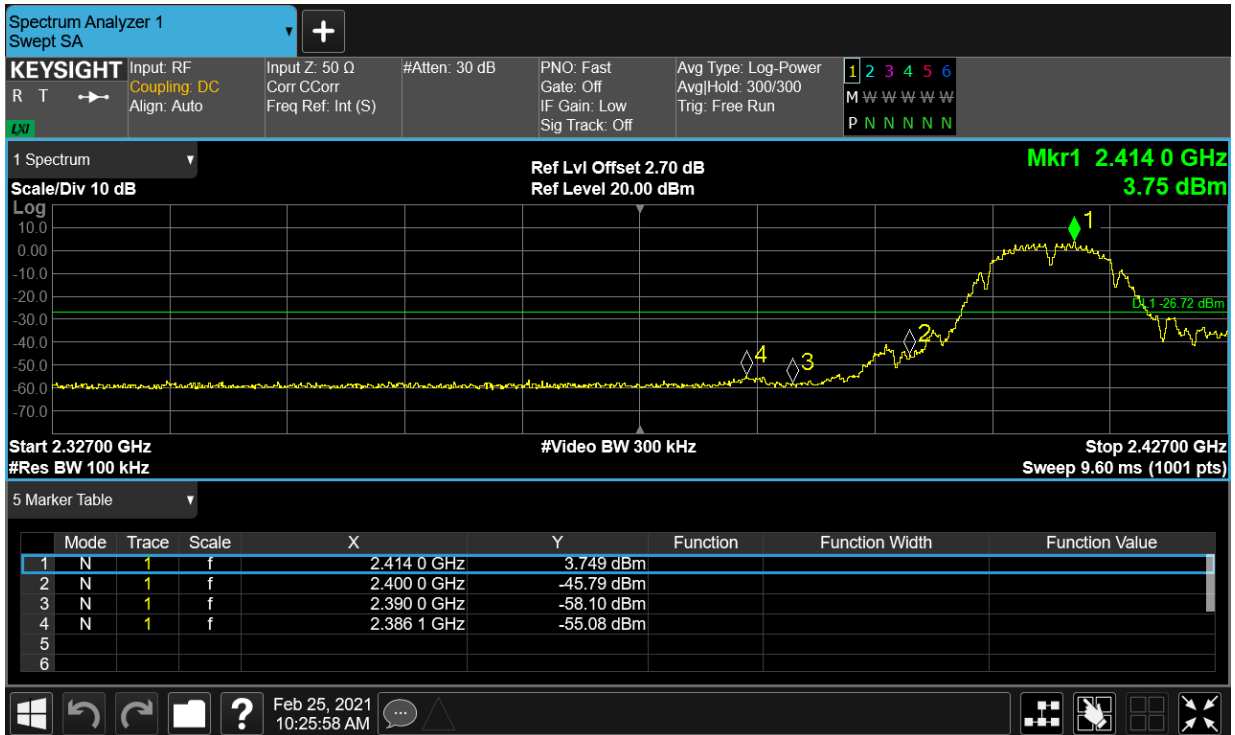 Spectrum Analyzer 1
Swept SA
KEYSIGHT
R T
LXI
Input: RF
Coupling: DC
Align: Auto
Input Z: 50 Ω
Corr CCorr
Freq Ref: Int (S)
#Atten: 30 dB
PNO: Fast
Gate: Off
IF Gain: Low
Sig Track: Off
Avg Type: Log-Power
Avg|Hold: 300/300
Trig: Free Run
1 2 3 4 5 6
M W W W W W
P N N N N N
1 Spectrum
Scale/Div 10 dB
Ref Lvl Offset 2.70 dB
Ref Level 20.00 dBm
Mkr1 2.414 0 GHz
3.75 dBm
Log
10.0
0.00
-10.0
-20.0
-30.0
-40.0
-50.0
-60.0
-70.0
1
DL1 -26.72 dBm
2
4
3
Start 2.32700 GHz
#Video BW 300 kHz
Stop 2.42700 GHz
#Res BW 100 kHz
Sweep 9.60 ms (1001 pts)
5 Marker Table
Mode Trace Scale X Y Function Function Width Function Value
1 N 1 f 2.414 0 GHz 3.749 dBm
2 N 1 f 2.400 0 GHz -45.79 dBm
3 N 1 f 2.390 0 GHz -58.10 dBm
4 N 1 f 2.386 1 GHz -55.08 dBm
5
6
?
Feb 25, 2021
10:25:58 AM